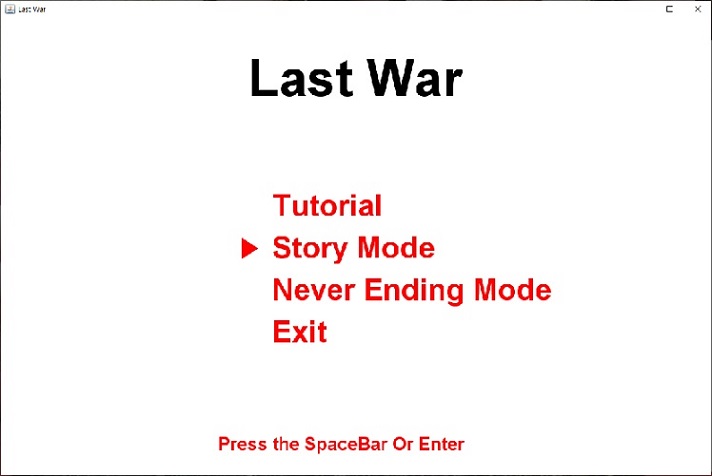 Last War
Last War
Tutorial
Story Mode
Never Ending Mode
Exit
Press the SpaceBar Or Enter